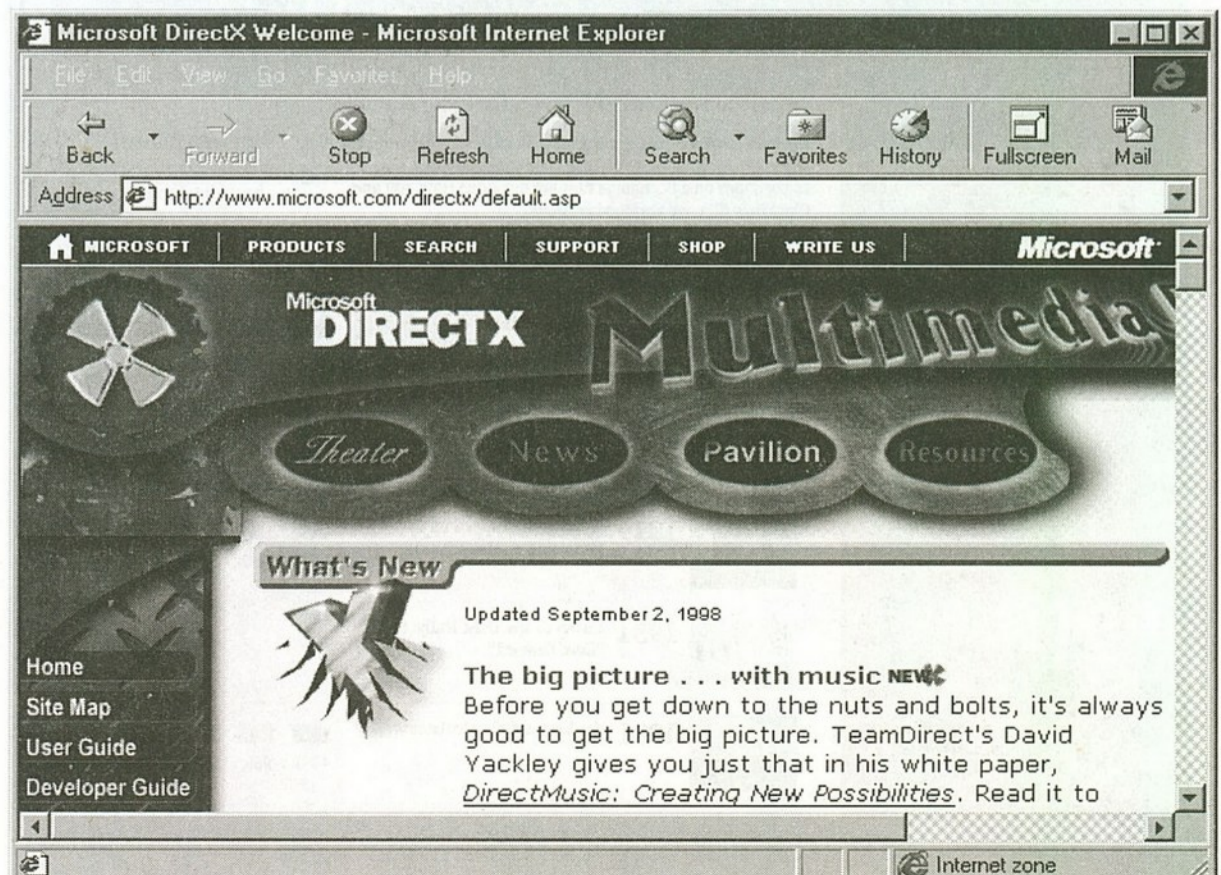 Microsoft DirectX Welcome - Microsoft Internet Explorer
File Edit View Go Favorites Help
Back Forward Stop Refresh Home Search Favorites History Fullscreen Mail
Address http://www.microsoft.com/directx/default.asp
MICROSOFT PRODUCTS SEARCH SUPPORT SHOP WRITE US Microsoft
Microsoft
DIRECTX
Multimedia
Theater News Pavilion Resources
What's New
Updated September 2, 1998
The big picture . . . with music NEW
Before you get down to the nuts and bolts, it's always
good to get the big picture. TeamDirect's David
Yackley gives you just that in his white paper,
DirectMusic: Creating New Possibilities. Read it to
Home
Site Map
User Guide
Developer Guide
Internet zone